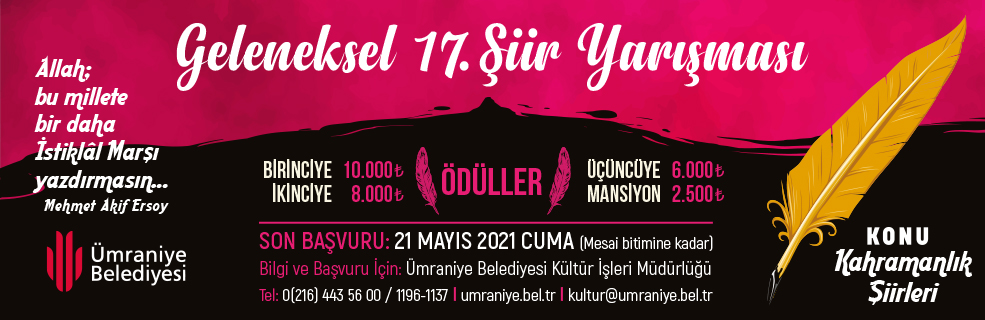 Geleneksel 17. Şiir Yarışması
Allah;
bu millete
bir daha
İstiklâl Marşı
yazdırmasın...
Mehmet Akif Ersoy
Ümraniye
Belediyesi
BİRİNCİYE 10.000₺
İKİNCİYE 8.000₺
ÖDÜLLER
ÜÇÜNCÜYE 6.000₺
MANSİYON 2.500₺
SON BAŞVURU: 21 MAYIS 2021 CUMA (Mesai bitimine kadar)
Bilgi ve Başvuru İçin: Ümraniye Belediyesi Kültür İşleri Müdürlüğü
Tel: 0(216) 443 56 00 / 1196-1137 | umraniye.bel.tr | kultur@umraniye.bel.tr
KONU
Kahramanlık
Şiirleri